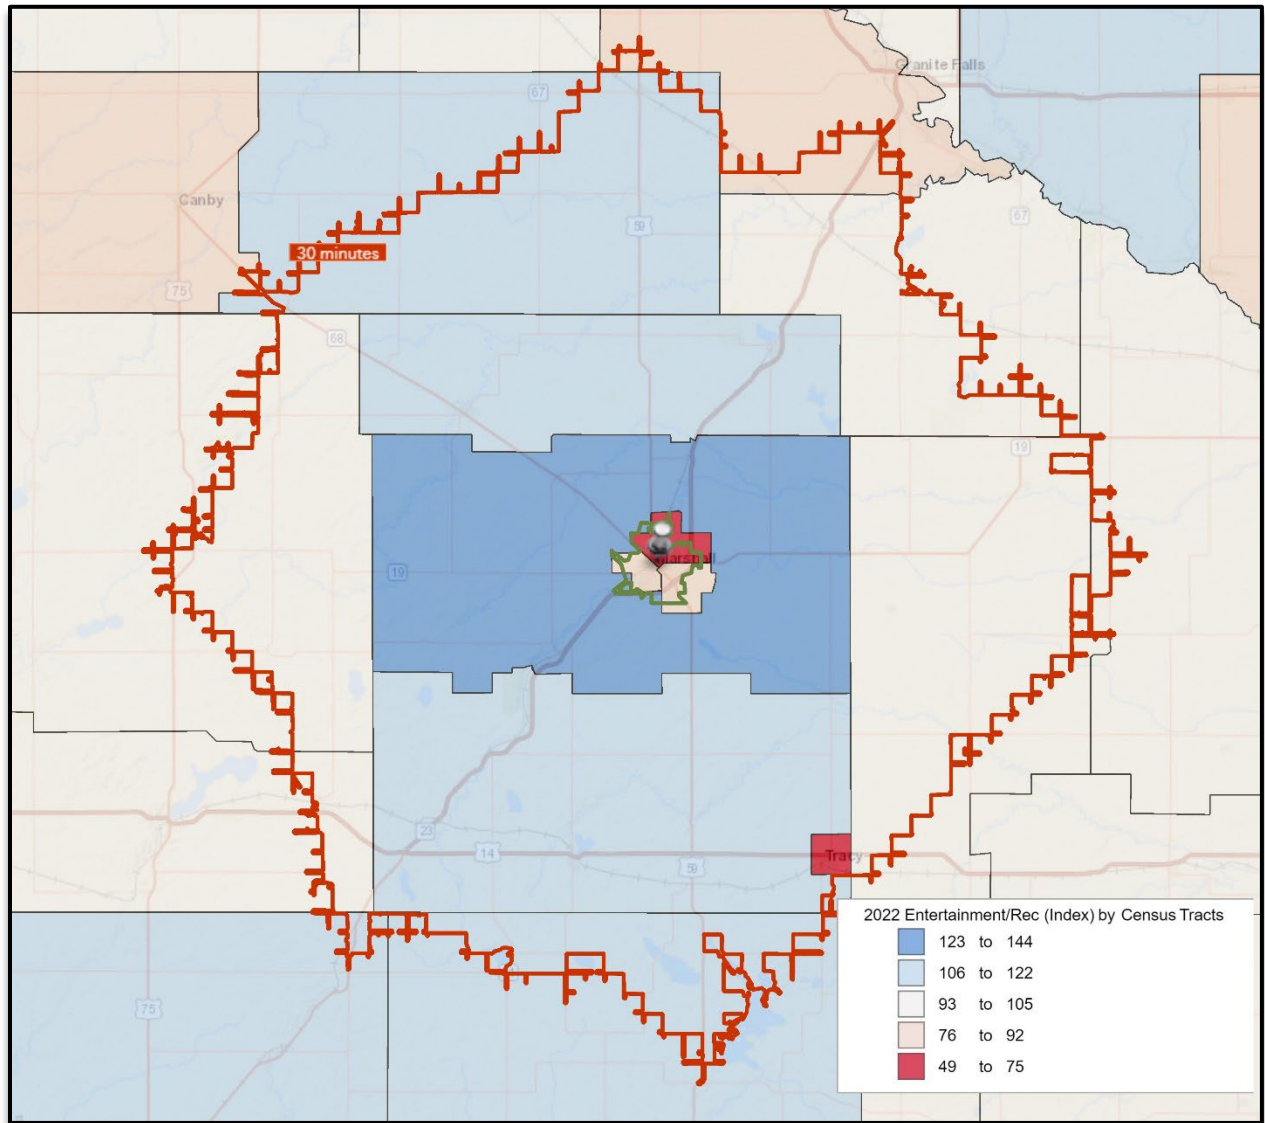 Granite Falls
67
Canby
67
59
30 minutes
75
68
19
Marshall
19
23
14
59
Tracy
2022 Entertainment/Rec (Index) by Census Tracts
123 to 144
106 to 122
93 to 105
76 to 92
49 to 75
75